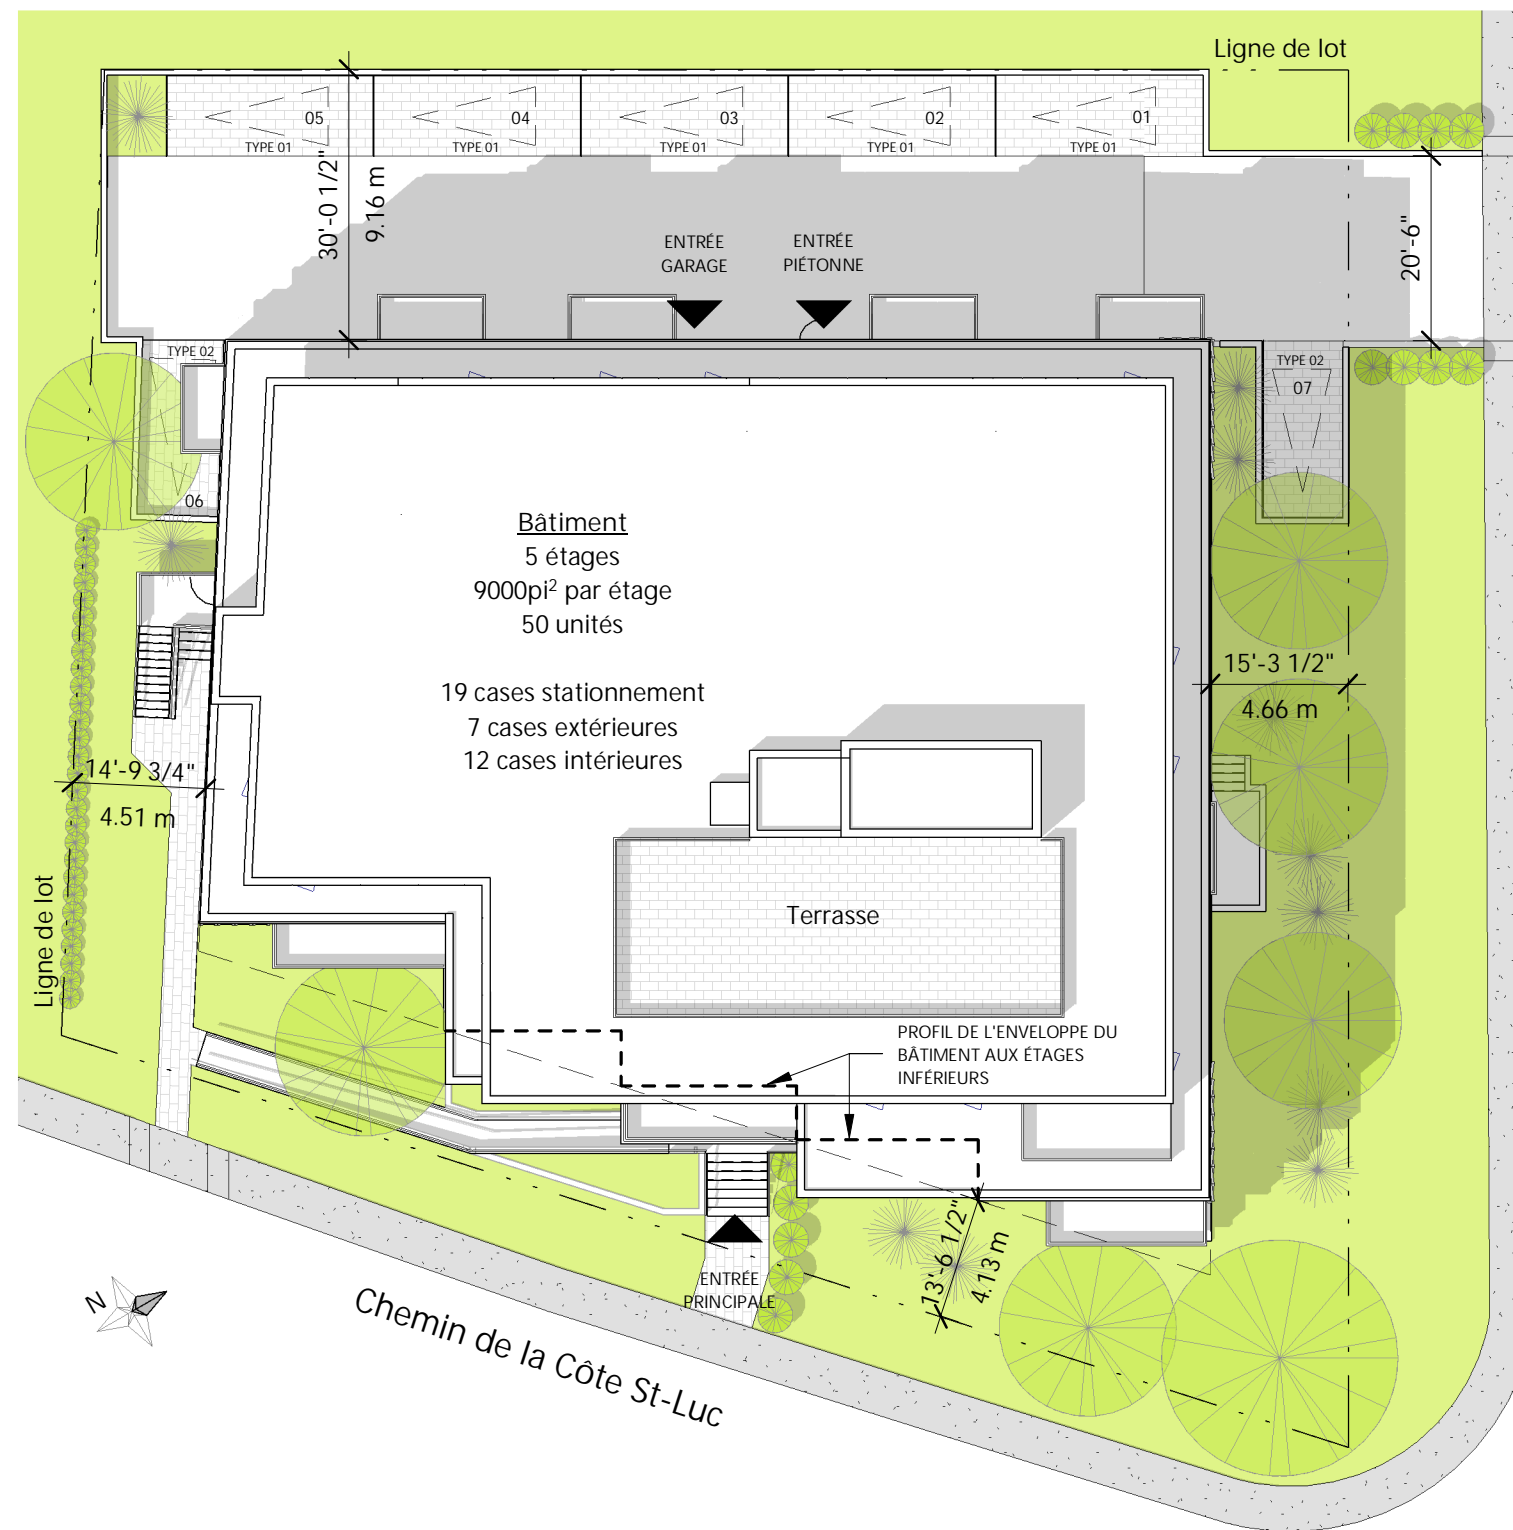 Ligne de lot
05
04
03
02
01
TYPE 01
TYPE 01
TYPE 01
TYPE 01
TYPE 01
30'-0 1/2"
9.16 m
ENTRÉE
GARAGE
ENTRÉE
PIÉTONNE
20'-6"
TYPE 02
06
TYPE 02
07
Bâtiment
5 étages
9000pi² par étage
50 unités
19 cases stationnement
7 cases extérieures
12 cases intérieures
15'-3 1/2"
4.66 m
14'-9 3/4"
4.51 m
Ligne de lot
Terrasse
PROFIL DE L'ENVELOPPE DU
BÂTIMENT AUX ÉTAGES
INFÉRIEURS
13'-6 1/2"
4.13 m
ENTRÉE
PRINCIPALE
N
Chemin de la Côte St-Luc